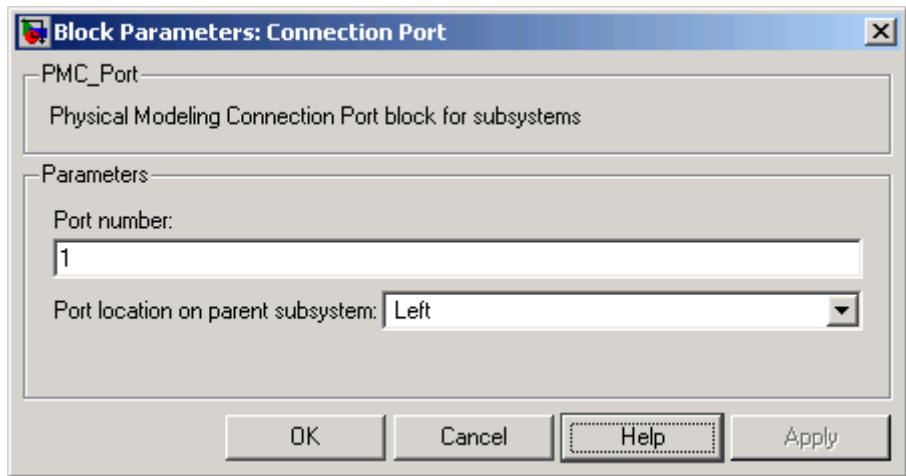 Block Parameters: Connection Port
PMC_Port
Physical Modeling Connection Port block for subsystems
Parameters
Port number:
1
Port location on parent subsystem: Left
OK Cancel Help Apply